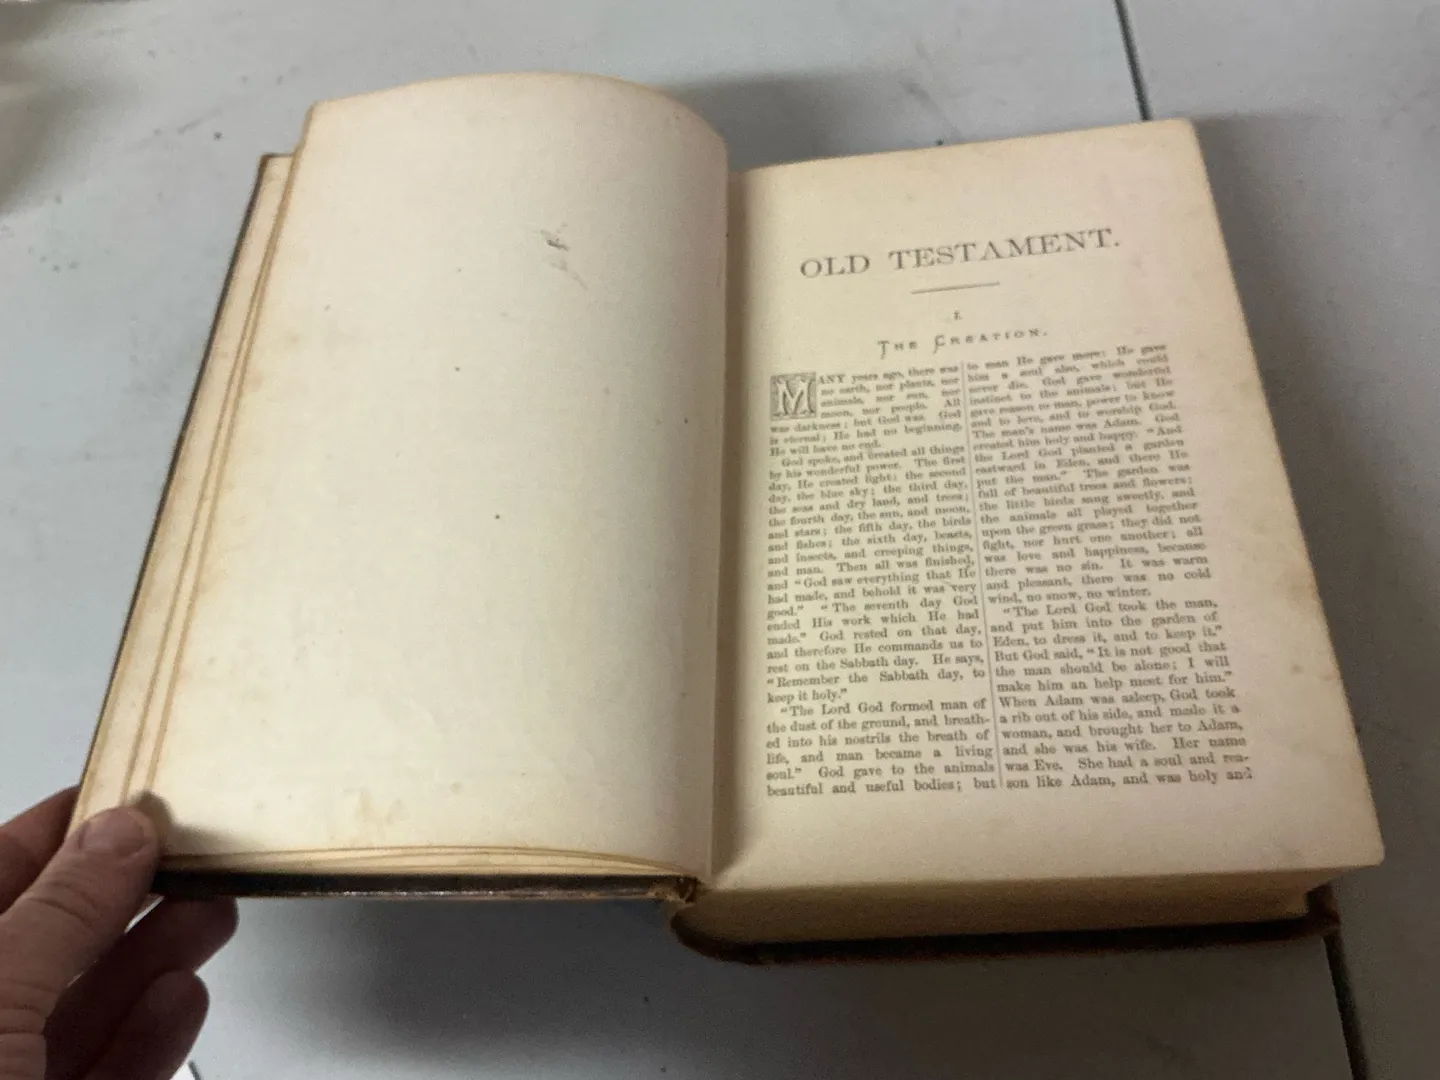 OLD TESTAMENT.
I.
THE CREATION.
MANY years ago, there was
no earth, nor plants, nor
animals, nor sun, nor
moon, nor people. All
was darkness; but God was. God
is eternal; He had no beginning,
He will have no end.
God spoke, and created all things
by his wonderful power. The first
day, He created light; the second
day, the blue sky; the third day,
the seas and dry land, and trees;
the fourth day, the sun, and moon,
and stars; the fifth day, the birds
and fishes; the sixth day, beasts,
and insects, and creeping things,
and man. Then all was finished,
and "God saw everything that He
had made, and behold it was very
good." "The seventh day God
ended His work which He had
made." God rested on that day,
and therefore He commands us to
rest on the Sabbath day. He says,
"Remember the Sabbath day, to
keep it holy."
"The Lord God formed man of
the dust of the ground, and breath-
ed into his nostrils the breath of
life, and man became a living
soul." God gave to the animals
beautiful and useful bodies; but
to man He gave more: He gave
him a soul also, which could
never die. God gave wonderful
instinct to the animals; but He
gave reason to man, power to know
and to love, and to worship God.
The man's name was Adam. God
created him holy and happy. "And
the Lord God planted a garden
eastward in Eden, and there He
put the man." The garden was
full of beautiful trees and flowers;
the little birds sung sweetly, and
the animals all played together
upon the green grass; they did not
fight, nor hurt one another; all
was love and happiness, because
there was no sin. It was warm
and pleasant, there was no cold
wind, no snow, no winter.
"The Lord God took the man,
and put him into the garden of
Eden, to dress it, and to keep it."
But God said, "It is not good that
the man should be alone; I will
make him an help meet for him."
When Adam was asleep, God took
a rib out of his side, and made it a
woman, and brought her to Adam,
and she was his wife. Her name
was Eve. She had a soul and rea-
son like Adam, and was holy and